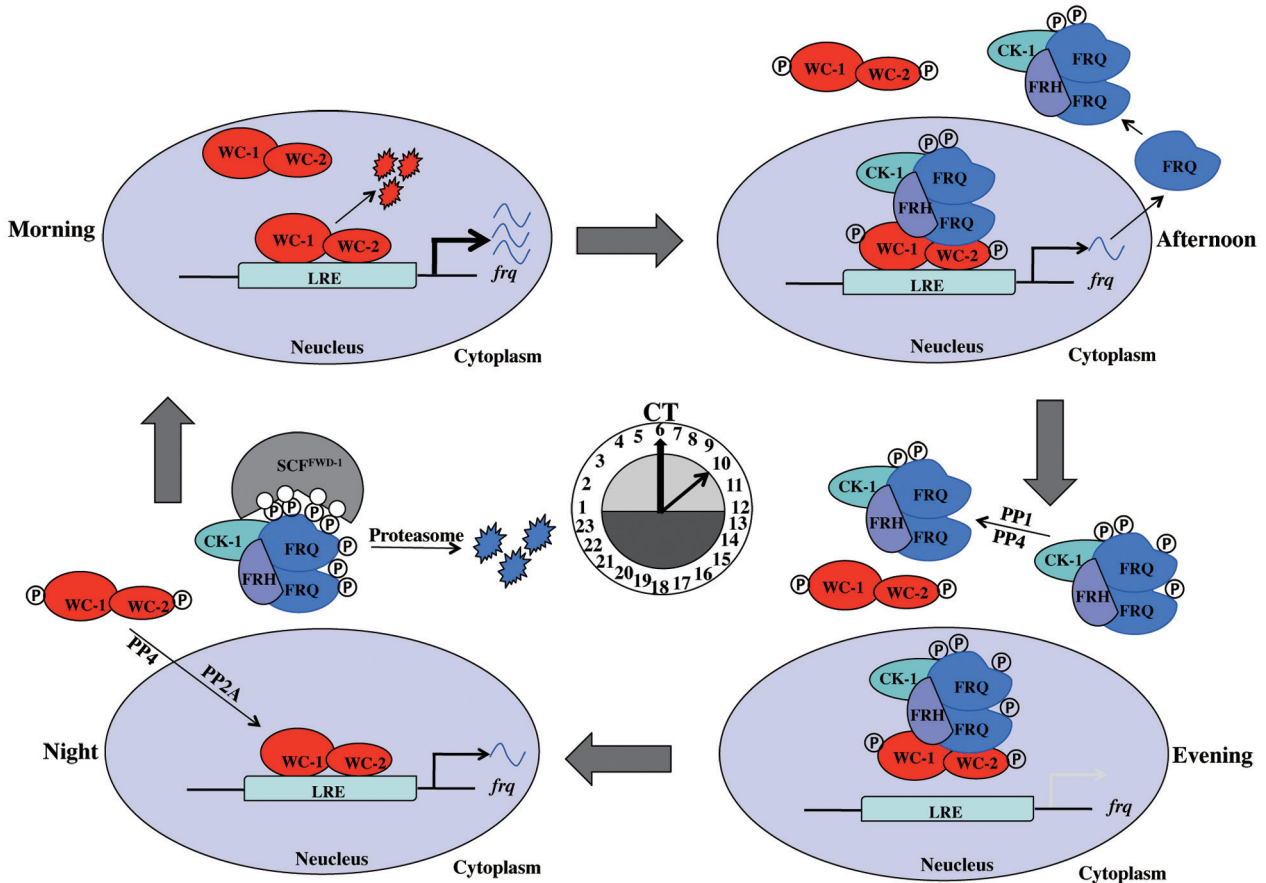 Morning
WC-1
WC-2
WC-1
WC-2
LRE
frq
Neucleus
Cytoplasm
P
WC-1
WC-2
P
P
P
CK-1
FRQ
FRH
FRQ
FRQ
P
P
CK-1
FRQ
FRH
FRQ
P
WC-1
WC-2
P
LRE
frq
Afternoon
Neucleus
Cytoplasm
SCF^FWD-1
P
P
P
P
CK-1
FRQ
P
FRH
P
FRQ
P
Proteasome
P
WC-1
WC-2
P
PP4
PP2A
CT
1
2
3
4
5
6
7
8
9
10
11
12
13
14
15
16
17
18
19
20
21
22
23
P
P
CK-1
FRQ
FRH
FRQ
PP1
PP4
P
P
P
CK-1
FRQ
FRH
P
FRQ
P
WC-1
WC-2
P
Night
WC-1
WC-2
LRE
frq
Neucleus
Cytoplasm
P
P
P
CK-1
FRQ
FRH
P
FRQ
P
WC-1
WC-2
P
LRE
frq
Evening
Neucleus
Cytoplasm